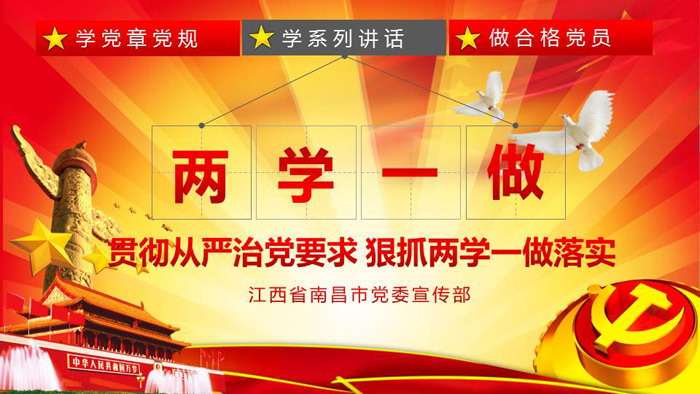 学党章党规 学系列讲话 做合格党员
两学一做
贯彻从严治党要求 狠抓两学一做落实
江西省南昌市党委宣传部
中华人民共和国万岁